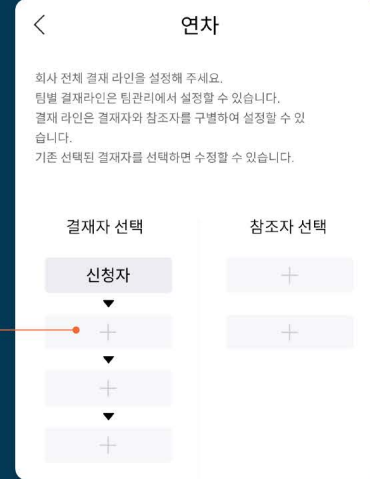 연차
회사 전체 결재 라인을 설정해 주세요.
팀별 결재라인은 팀관리에서 설정할 수 있습니다.
결재 라인은 결재자와 참조자를 구별하여 설정할 수 있
습니다.
기존 선택된 결재자를 선택하면 수정할 수 있습니다.
결재자 선택
참조자 선택
신청자